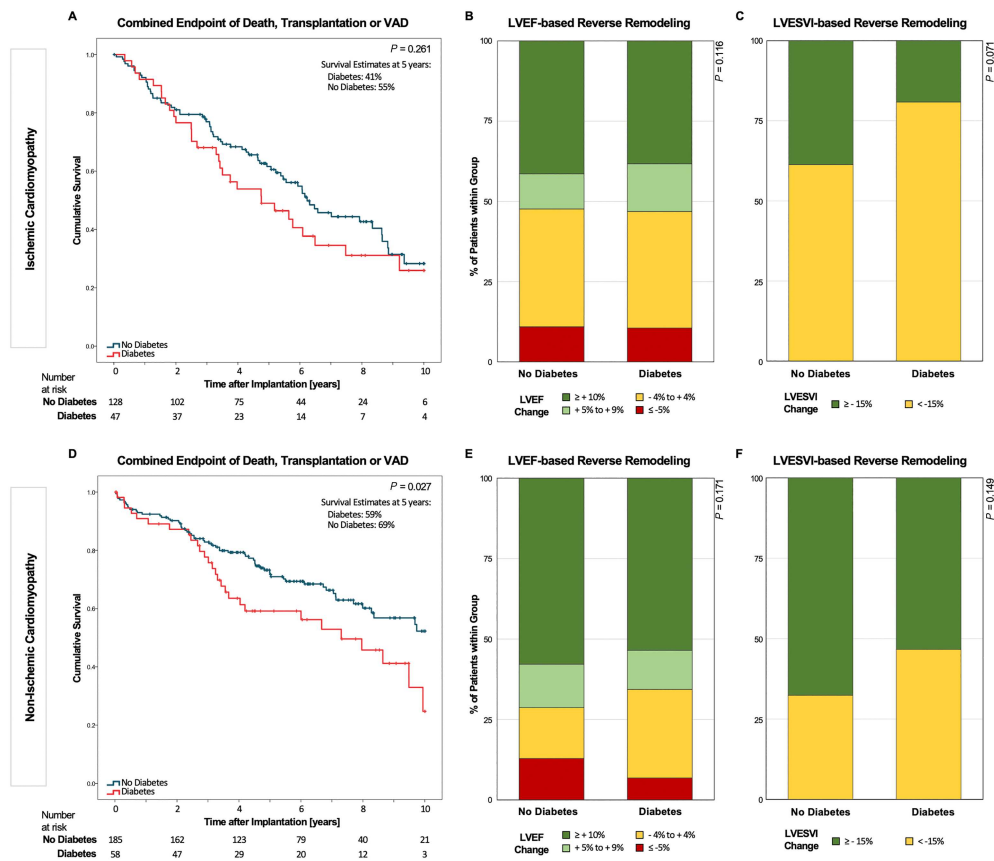 A
Combined Endpoint of Death, Transplantation or VAD
P = 0.261
Survival Estimates at 5 years:
Diabetes: 41%
No Diabetes: 55%
Ischemic Cardiomyopathy
Cumulative Survival
1.0
0.8
0.6
0.4
0.2
0.0
No Diabetes
Diabetes
0 2 4 6 8 10
Time after Implantation [years]
Number
at risk
No Diabetes 128 102 75 44 24 6
Diabetes 47 37 23 14 7 4
B
LVEF-based Reverse Remodeling
P = 0.116
% of Patients within Group
100
75
50
25
0
No Diabetes Diabetes
LVEF
Change
≥ + 10%
- 4% to + 4%
+ 5% to + 9%
≤ -5%
C
LVESVI-based Reverse Remodeling
P = 0.071
100
75
50
25
0
No Diabetes Diabetes
LVESVI
Change
≥ - 15%
< -15%
D
Combined Endpoint of Death, Transplantation or VAD
P = 0.027
Survival Estimates at 5 years:
Diabetes: 59%
No Diabetes: 69%
Non-Ischemic Cardiomyopathy
Cumulative Survival
1.0
0.8
0.6
0.4
0.2
0.0
No Diabetes
Diabetes
0 2 4 6 8 10
Time after Implantation [years]
Number
at risk
No Diabetes 185 162 123 79 40 21
Diabetes 58 47 29 20 12 3
E
LVEF-based Reverse Remodeling
P = 0.171
% of Patients within Group
100
75
50
25
0
No Diabetes Diabetes
LVEF
Change
≥ + 10%
- 4% to + 4%
+ 5% to + 9%
≤ -5%
F
LVESVI-based Reverse Remodeling
P = 0.149
100
75
50
25
0
No Diabetes Diabetes
LVESVI
Change
≥ - 15%
< -15%